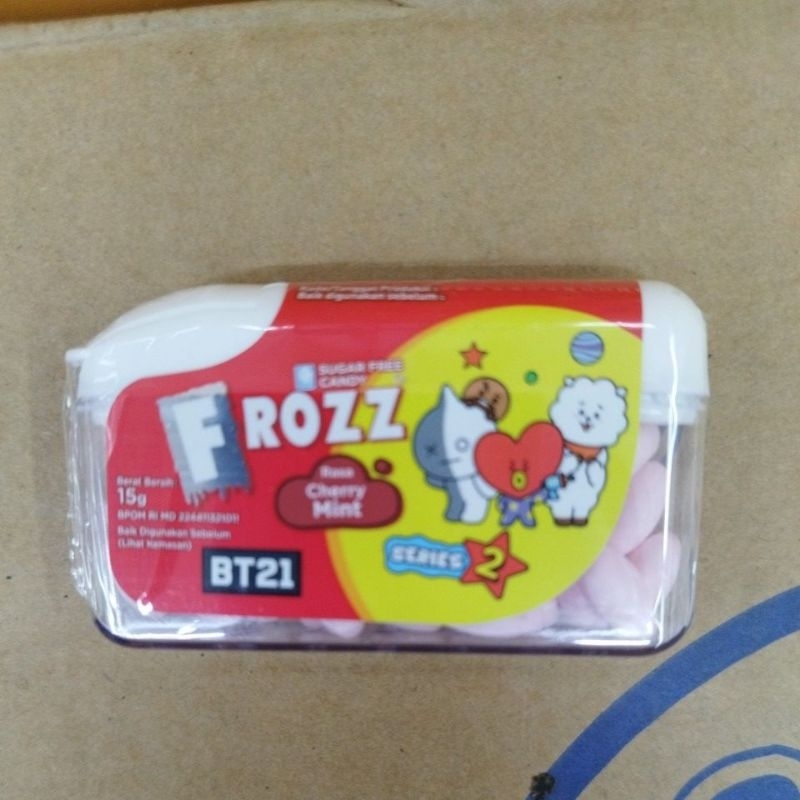 Baik digunakan sebelum :
SUGAR FREE
CANDY
FROZZ
Rasa
Cherry
Mint
Berat Bersih
15g
BPOM RI MD
Baik Digunakan Sebelum
(Lihat Kemasan)
BT21
SERIES 2